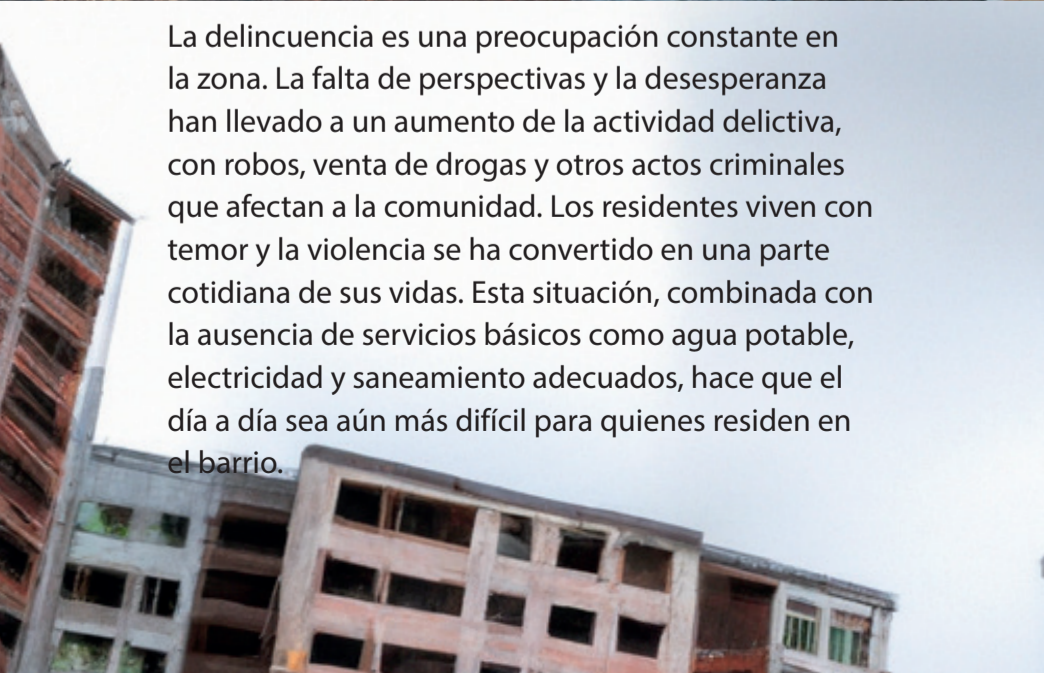 La delincuencia es una preocupación constante en
la zona. La falta de perspectivas y la desesperanza
han llevado a un aumento de la actividad delictiva,
con robos, venta de drogas y otros actos criminales
que afectan a la comunidad. Los residentes viven con
temor y la violencia se ha convertido en una parte
cotidiana de sus vidas. Esta situación, combinada con
la ausencia de servicios básicos como agua potable,
electricidad y saneamiento adecuados, hace que el
día a día sea aún más difícil para quienes residen en
el barrio.